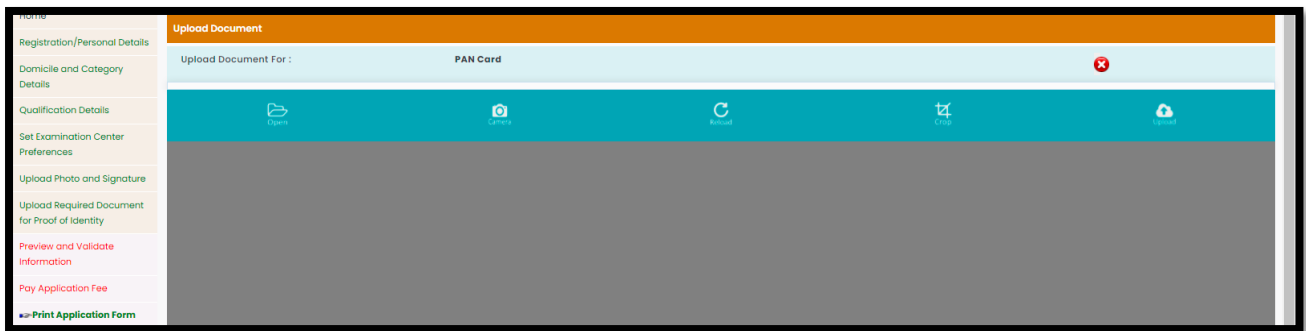 Home
Registration/Personal Details
Domicile and Category
Details
Qualification Details
Set Examination Center
Preferences
Upload Photo and Signature
Upload Required Document
for Proof of Identity
Preview and Validate
Information
Pay Application Fee
Print Application Form
Upload Document
Upload Document For : PAN Card
Open Camera Reload Crop Upload